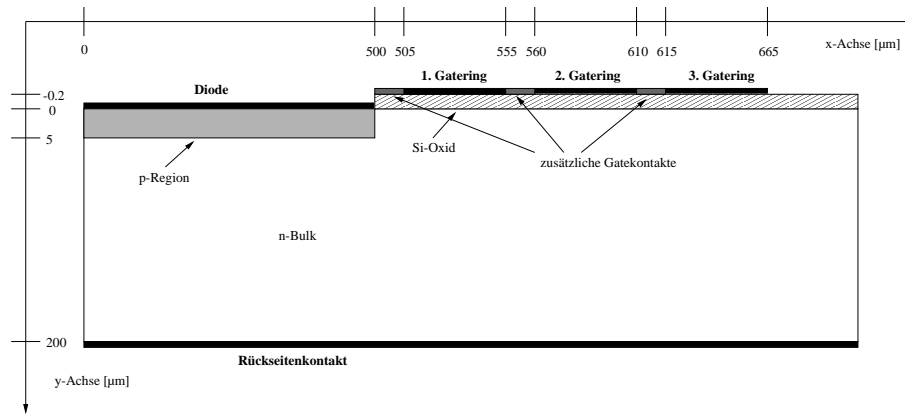 0 500 505 555 560 610 615 665
x-Achse [µm]
1. Gatering 2. Gatering 3. Gatering
Diode
-0.2
0
5
Si-Oxid
zusätzliche Gatekontakte
p-Region
n-Bulk
200
Rückseitenkontakt
y-Achse [µm]